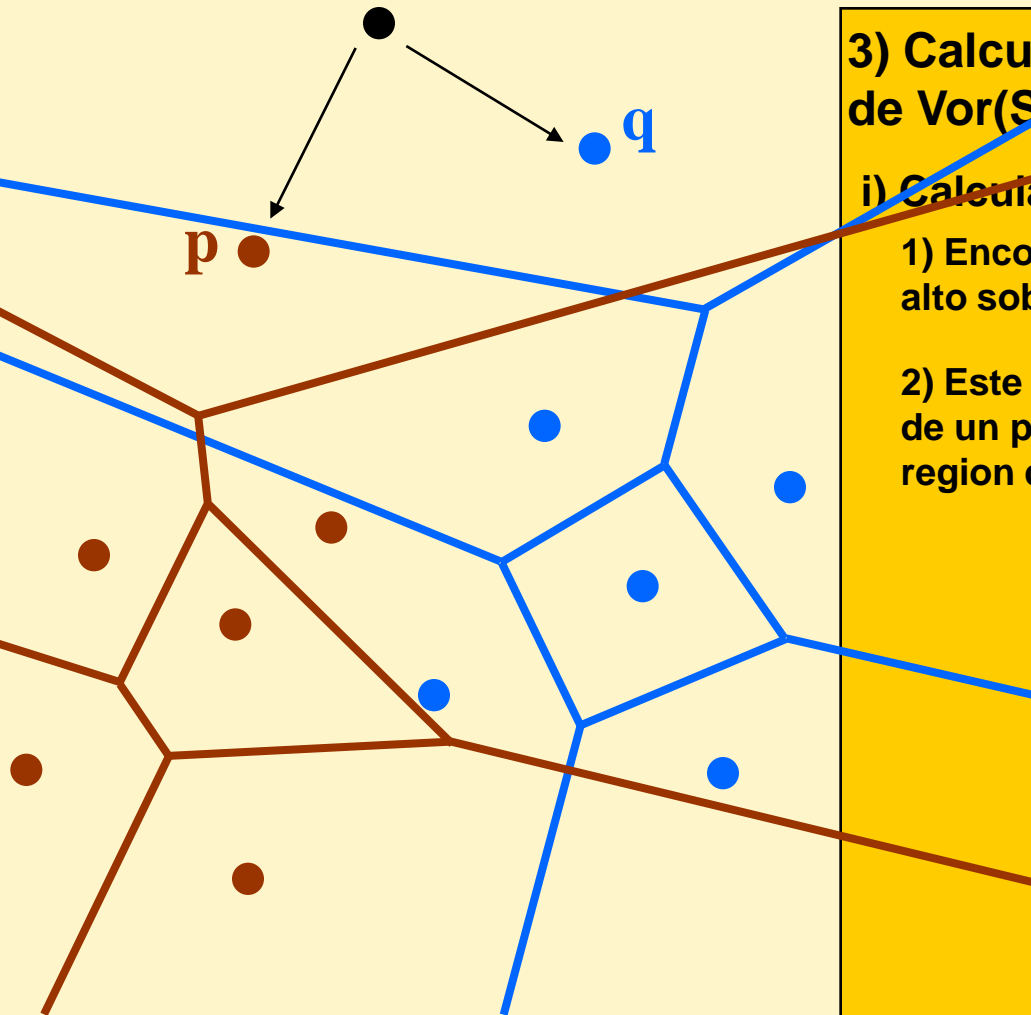 q
p
3) Calcu
de Vor(S
i) Calcula
1) Enco
alto sob
2) Este
de un p
region